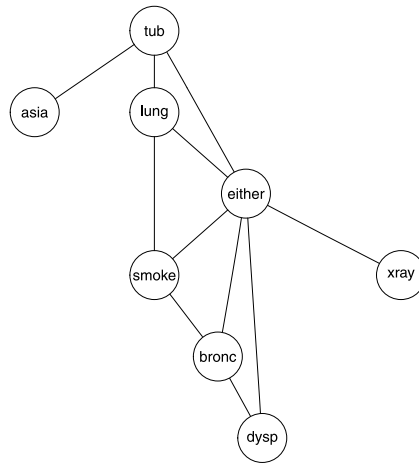 tub
asia
lung
either
smoke
xray
bronc
dysp